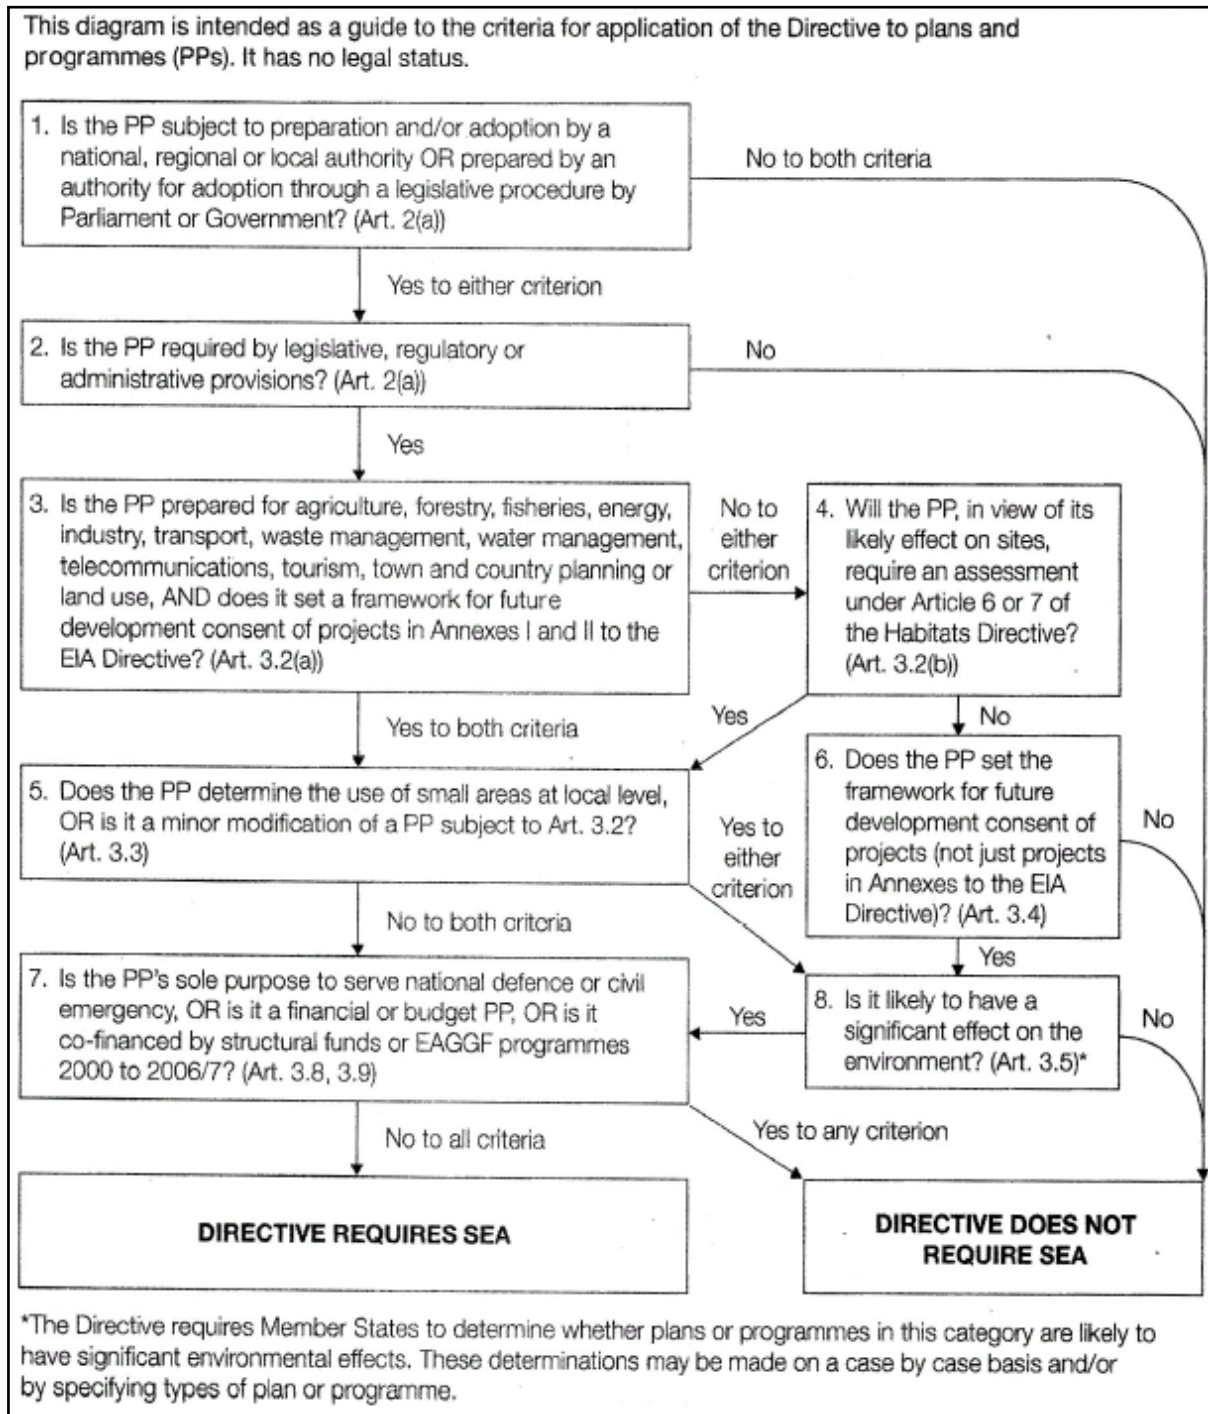 This diagram is intended as a guide to the criteria for application of the Directive to plans and
programmes (PPs). It has no legal status.
1. Is the PP subject to preparation and/or adoption by a
national, regional or local authority OR prepared by an
authority for adoption through a legislative procedure by
Parliament or Government? (Art. 2(a))
No to both criteria
Yes to either criterion
2. Is the PP required by legislative, regulatory or
administrative provisions? (Art. 2(a))
No
Yes
3. Is the PP prepared for agriculture, forestry, fisheries, energy,
industry, transport, waste management, water management,
telecommunications, tourism, town and country planning or
land use, AND does it set a framework for future
development consent of projects in Annexes I and II to the
EIA Directive? (Art. 3.2(a))
No to
either
criterion
4. Will the PP, in view of its
likely effect on sites,
require an assessment
under Article 6 or 7 of
the Habitats Directive?
(Art. 3.2(b))
Yes to both criteria
Yes
No
5. Does the PP determine the use of small areas at local level,
OR is it a minor modification of a PP subject to Art. 3.2?
(Art. 3.3)
Yes to
either
criterion
6. Does the PP set the
framework for future
development consent of
projects (not just projects
in Annexes to the EIA
Directive)? (Art. 3.4)
No
No to both criteria
Yes
7. Is the PP's sole purpose to serve national defence or civil
emergency, OR is it a financial or budget PP, OR is it
co-financed by structural funds or EAGGF programmes
2000 to 2006/7? (Art. 3.8, 3.9)
Yes
8. Is it likely to have a
significant effect on the
environment? (Art. 3.5)*
No
No to all criteria
Yes to any criterion
DIRECTIVE REQUIRES SEA
DIRECTIVE DOES NOT
REQUIRE SEA
*The Directive requires Member States to determine whether plans or programmes in this category are likely to
have significant environmental effects. These determinations may be made on a case by case basis and/or
by specifying types of plan or programme.